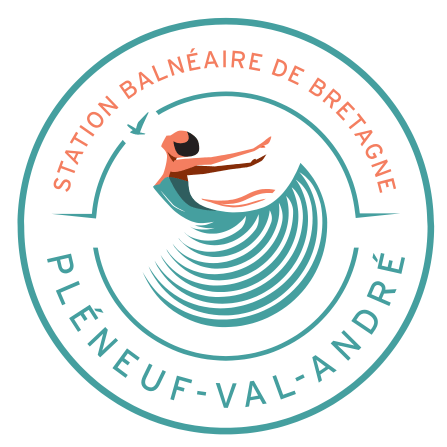 STATION BALNÉAIRE DE BRETAGNE
PLÉNEUF-VAL-ANDRÉ